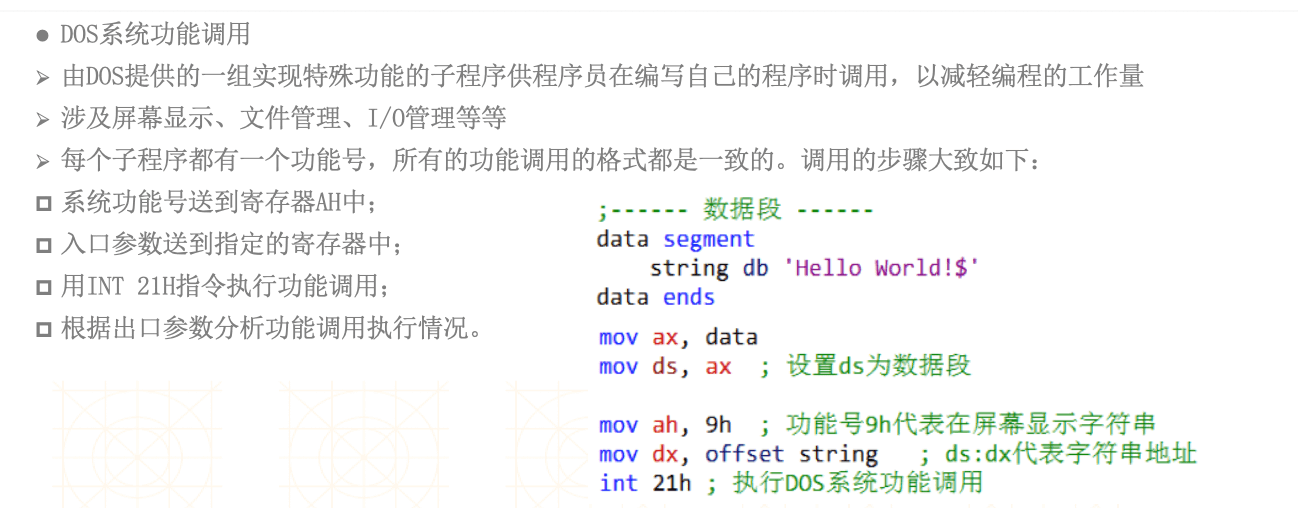 ● DOS系统功能调用
➢ 由DOS提供的一组实现特殊功能的子程序供程序员在编写自己的程序时调用，以减轻编程的工作量
➢ 涉及屏幕显示、文件管理、I/O管理等等
➢ 每个子程序都有一个功能号，所有的功能调用的格式都是一致的。调用的步骤大致如下：
◻ 系统功能号送到寄存器AH中；
◻ 入口参数送到指定的寄存器中；
◻ 用INT 21H指令执行功能调用；
◻ 根据出口参数分析功能调用执行情况。
;------ 数据段 ------
data segment
    string db 'Hello World!$'
data ends
mov ax, data
mov ds, ax  ; 设置ds为数据段
mov ah, 9h  ; 功能号9h代表在屏幕显示字符串
mov dx, offset string   ; ds:dx代表字符串地址
int 21h ; 执行DOS系统功能调用